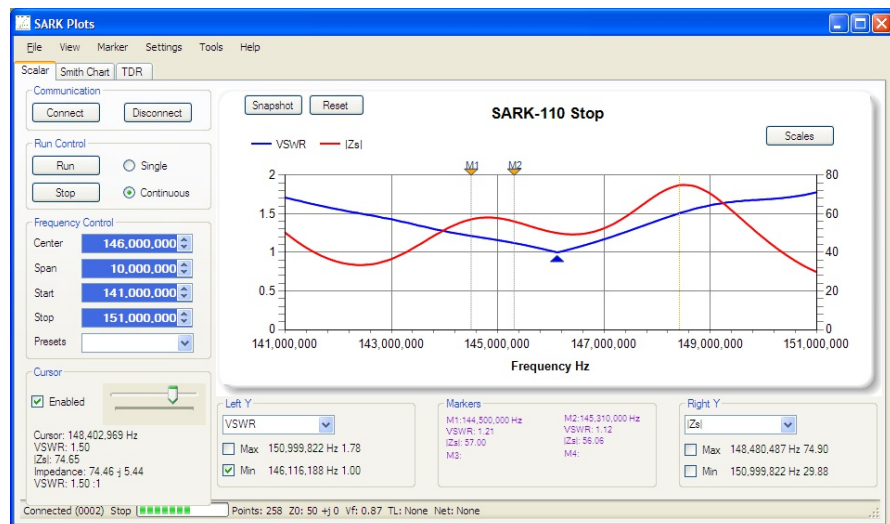 SARK Plots
File View Marker Settings Tools Help
Scalar Smith Chart TDR
Communication
Connect Disconnect
Run Control
Run Single
Stop Continuous
Frequency Control
Center 146,000,000
Span 10,000,000
Start 141,000,000
Stop 151,000,000
Presets
Cursor
Enabled
Cursor: 148,402,969 Hz
VSWR: 1.50
|Zs|: 74.65
Impedance: 74.46 -j 5.44
VSWR: 1.50 :1
Snapshot Reset
SARK-110 Stop
Scales
VSWR |Zs|
M1 M2
2 80
1.5 60
1 40
0.5 20
0 0
141,000,000 143,000,000 145,000,000 147,000,000 149,000,000 151,000,000
Frequency Hz
Left Y
VSWR
Max 150,999,822 Hz 1.78
Min 146,116,188 Hz 1.00
Markers
M1:144,500,000 Hz
VSWR: 1.21
|Zs|: 57.00
M3:
M2:145,310,000 Hz
VSWR: 1.12
|Zs|: 56.06
M4:
Right Y
|Zs|
Max 148,480,487 Hz 74.90
Min 150,999,822 Hz 29.88
Connected (0002) Stop Points: 258 Z0: 50 +j 0 Vf: 0.87 TL: None Net: None